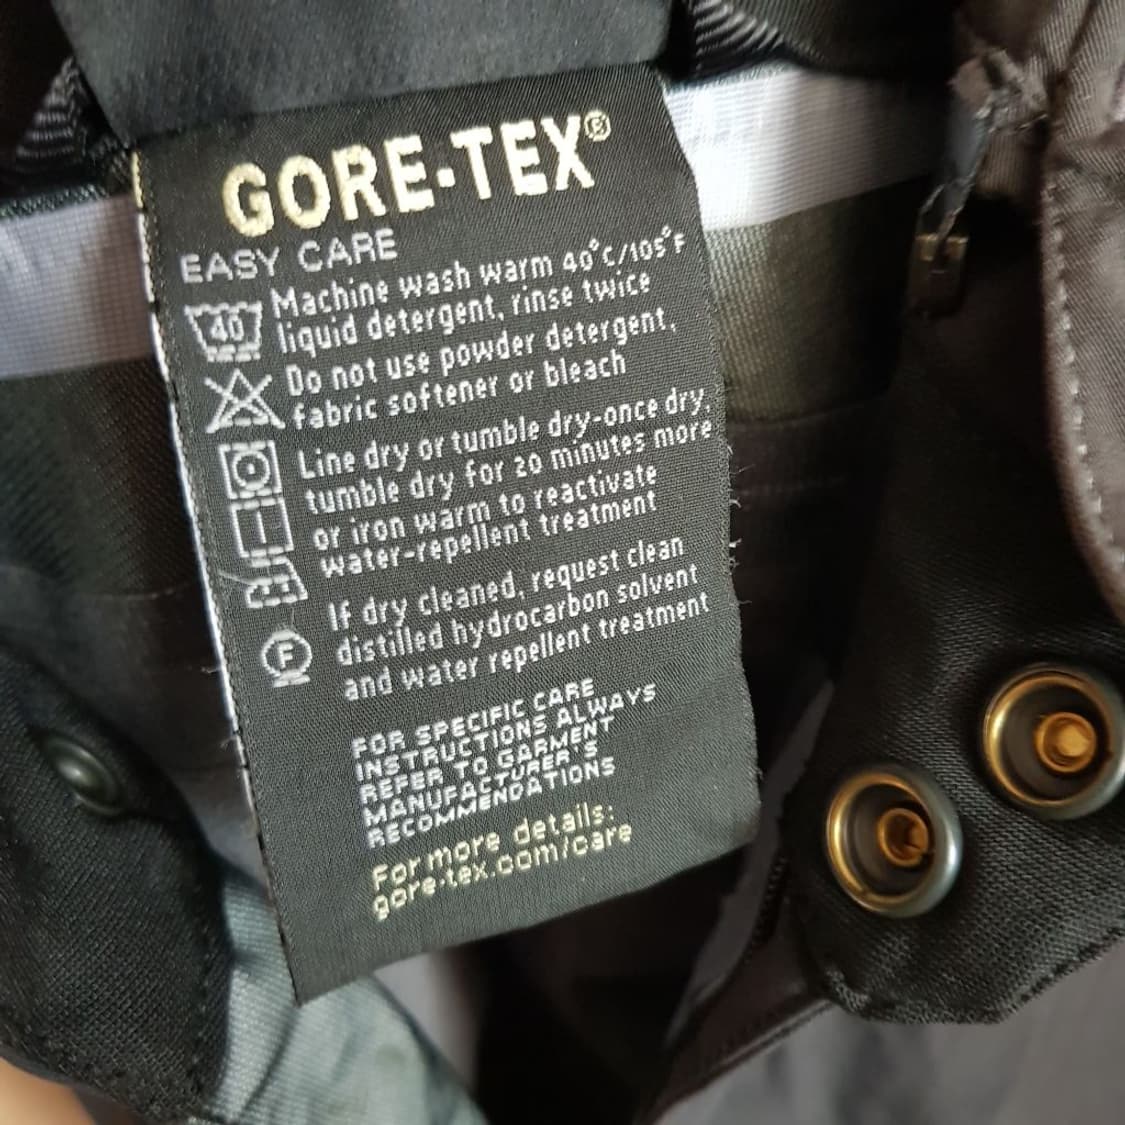 GORE-TEX®
EASY CARE
40
Machine wash warm 40°C/105°F
liquid detergent, rinse twice
Do not use powder detergent,
fabric softener or bleach
Line dry or tumble dry-once dry,
tumble dry for 20 minutes more
or iron warm to reactivate
water-repellent treatment
F
If dry cleaned, request clean
distilled hydrocarbon solvent
and water repellent treatment
FOR SPECIFIC CARE
INSTRUCTIONS ALWAYS
REFER TO GARMENT
MANUFACTURER'S
RECOMMENDATIONS
For more details:
gore-tex.com/care